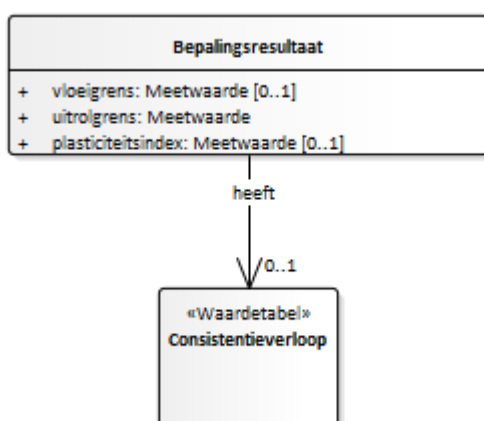 Bepalingsresultaat
+ vloeigrens: Meetwaarde [0..1]
+ uitrolgrens: Meetwaarde
+ plasticiteitsindex: Meetwaarde [0..1]
heeft
0..1
«Waardetabel»
Consistentieverloop